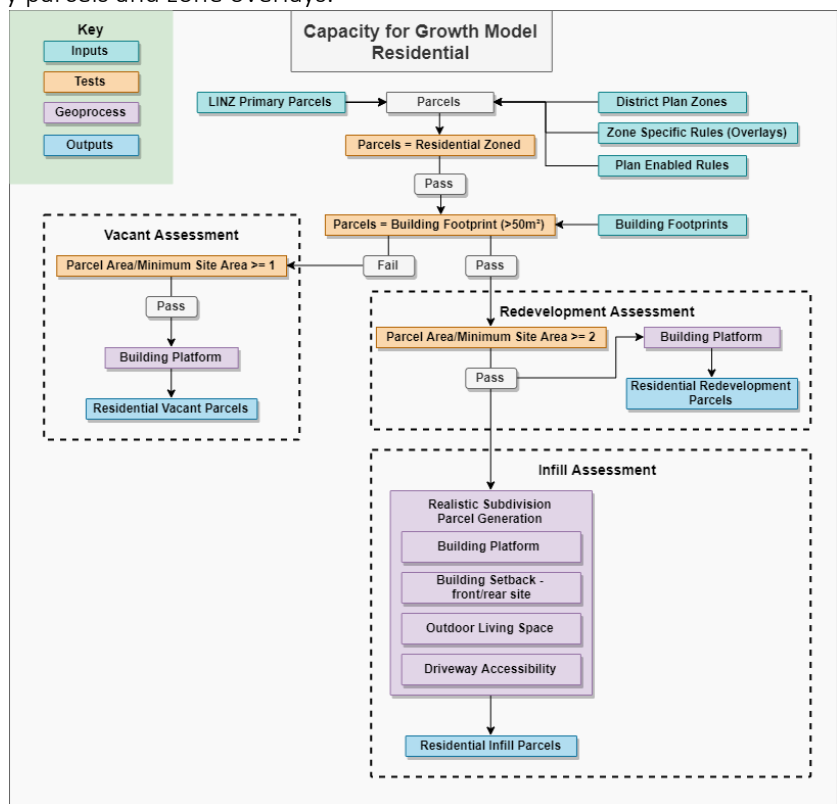 y parcels and zone overlays.
Key
Inputs
Tests
Geoprocess
Outputs
Capacity for Growth Model
Residential
LINZ Primary Parcels
Parcels
District Plan Zones
Zone Specific Rules (Overlays)
Plan Enabled Rules
Parcels = Residential Zoned
Pass
Parcels = Building Footprint (>50m²)
Building Footprints
Fail
Pass
Vacant Assessment
Parcel Area/Minimum Site Area >= 1
Pass
Building Platform
Residential Vacant Parcels
Redevelopment Assessment
Parcel Area/Minimum Site Area >= 2
Pass
Building Platform
Residential Redevelopment
Parcels
Infill Assessment
Realistic Subdivision
Parcel Generation
Building Platform
Building Setback -
front/rear site
Outdoor Living Space
Driveway Accessibility
Residential Infill Parcels